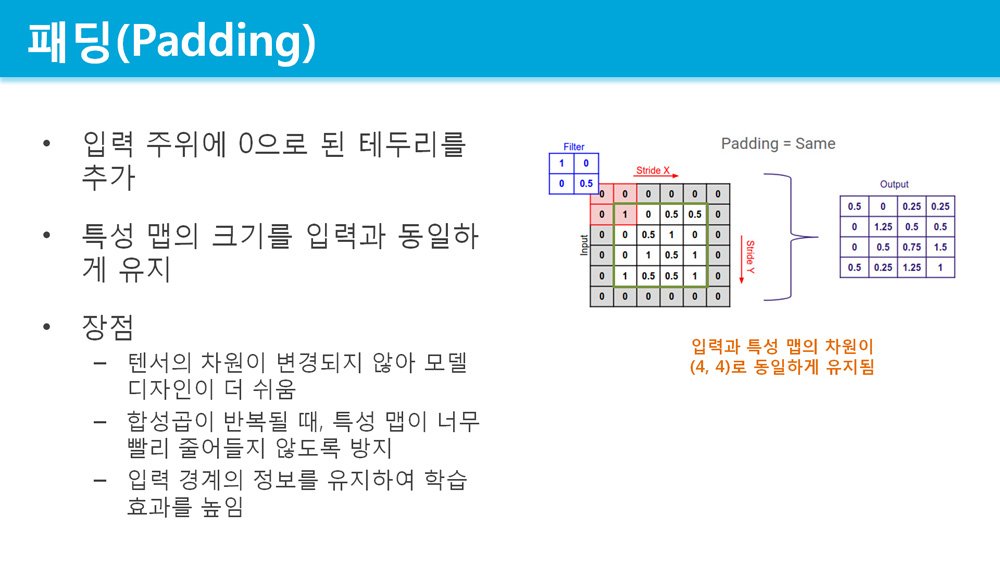 패딩(Padding)
• 입력 주위에 0으로 된 테두리를
추가
• 특성 맵의 크기를 입력과 동일하
게 유지
• 장점
– 텐서의 차원이 변경되지 않아 모델
디자인이 더 쉬움
– 합성곱이 반복될 때, 특성 맵이 너무
빨리 줄어들지 않도록 방지
– 입력 경계의 정보를 유지하여 학습
효과를 높임
Padding = Same
Filter
1 0
0 0.5
Stride X
Stride Y
Input
0 0 0 0 0 0
0 1 0 0.5 0.5 0
0 0 0.5 1 0 0
0 0 1 0.5 1 0
0 1 0.5 0.5 1 0
0 0 0 0 0 0
Output
0.5 0 0.25 0.25
0 1.25 0.5 0.5
0 0.5 0.75 1.5
0.5 0.25 1.25 1
입력과 특성 맵의 차원이
(4, 4)로 동일하게 유지됨